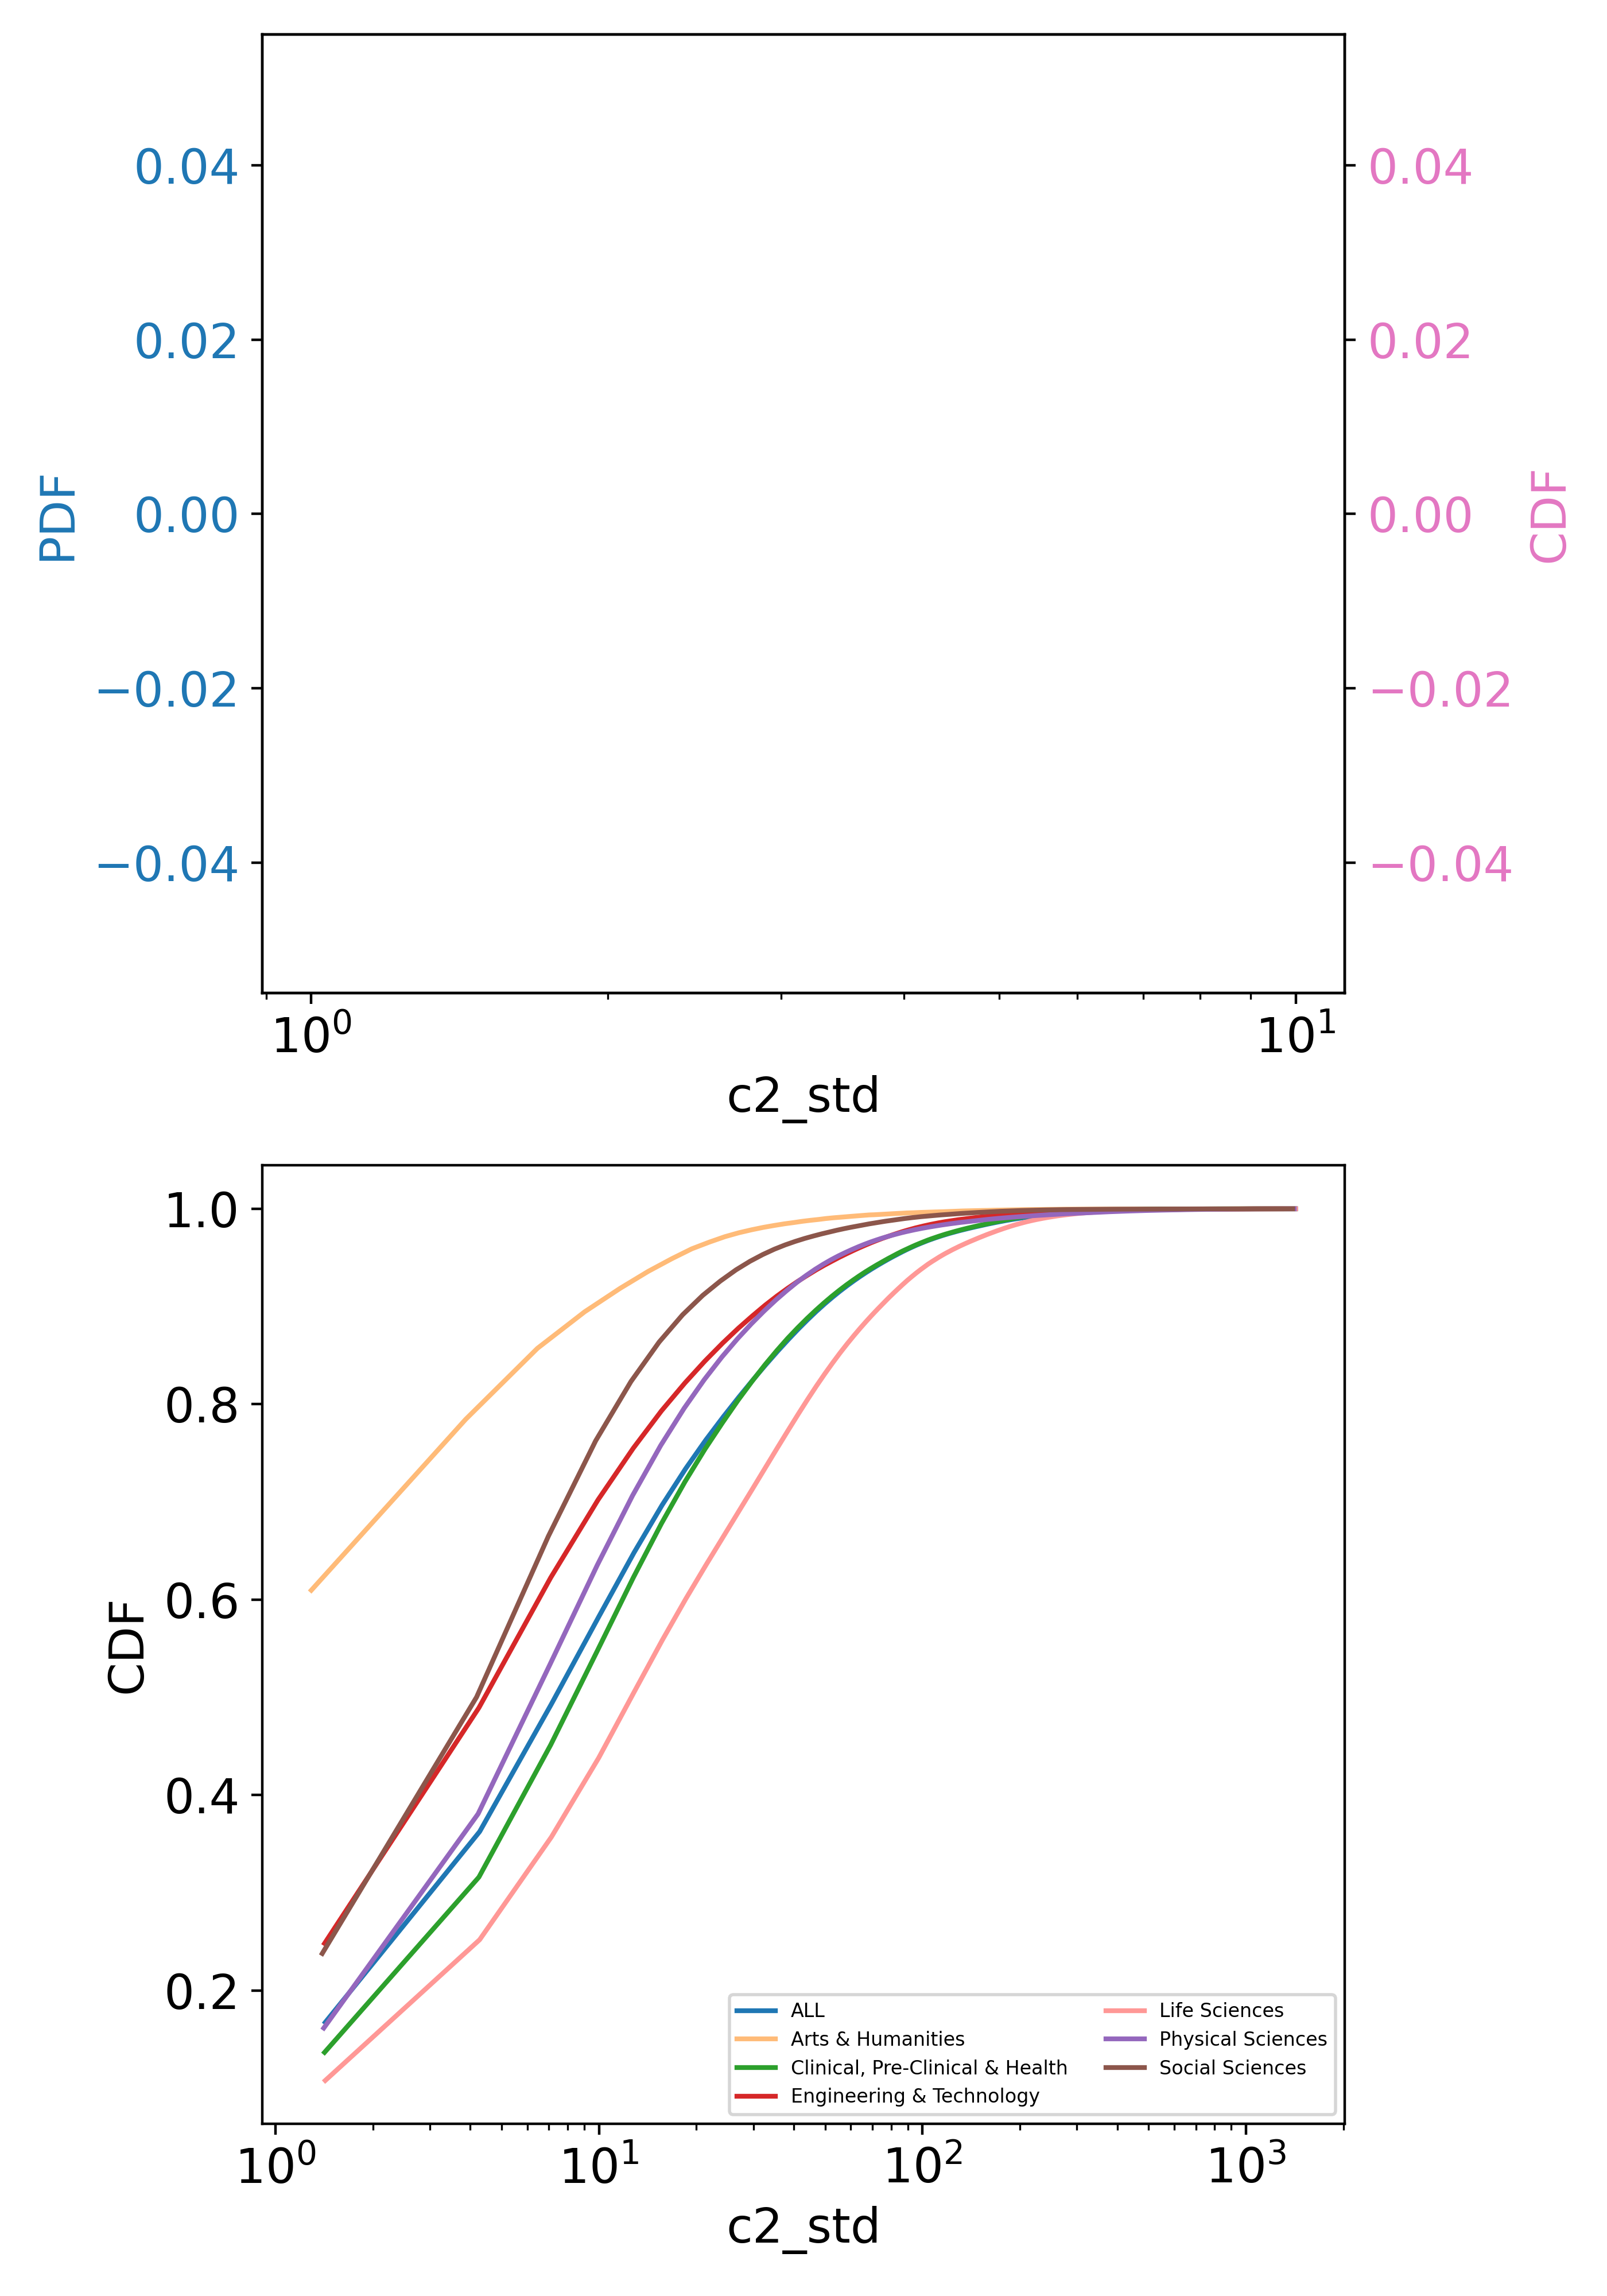 0.04
0.04
0.02
0.02
PDF
0.00
0.00
CDF
−0.02
−0.02
−0.04
−0.04
10⁰
10¹
c2_std
1.0
0.8
0.6
CDF
0.4
0.2
ALL
Arts & Humanities
Clinical, Pre-Clinical & Health
Engineering & Technology
Life Sciences
Physical Sciences
Social Sciences
10⁰
10¹
10²
10³
c2_std